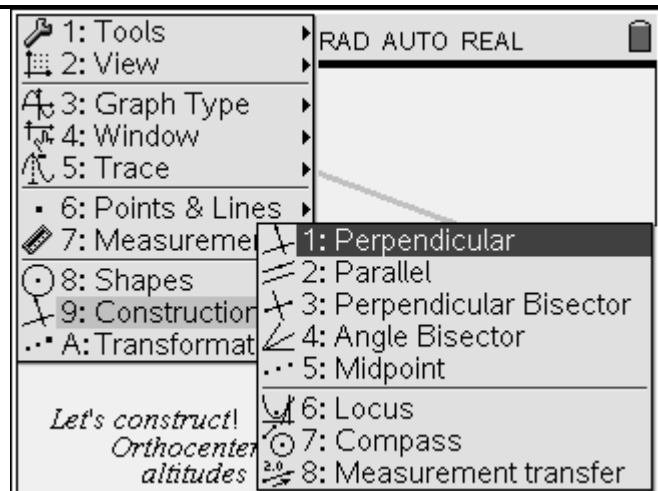 1: Tools
RAD AUTO REAL
2: View
3: Graph Type
4: Window
5: Trace
6: Points & Lines
7: Measureme
8: Shapes
9: Construction
A: Transformat
1: Perpendicular
2: Parallel
3: Perpendicular Bisector
4: Angle Bisector
5: Midpoint
6: Locus
7: Compass
8: Measurement transfer
Let's construct!
Orthocenter
altitudes